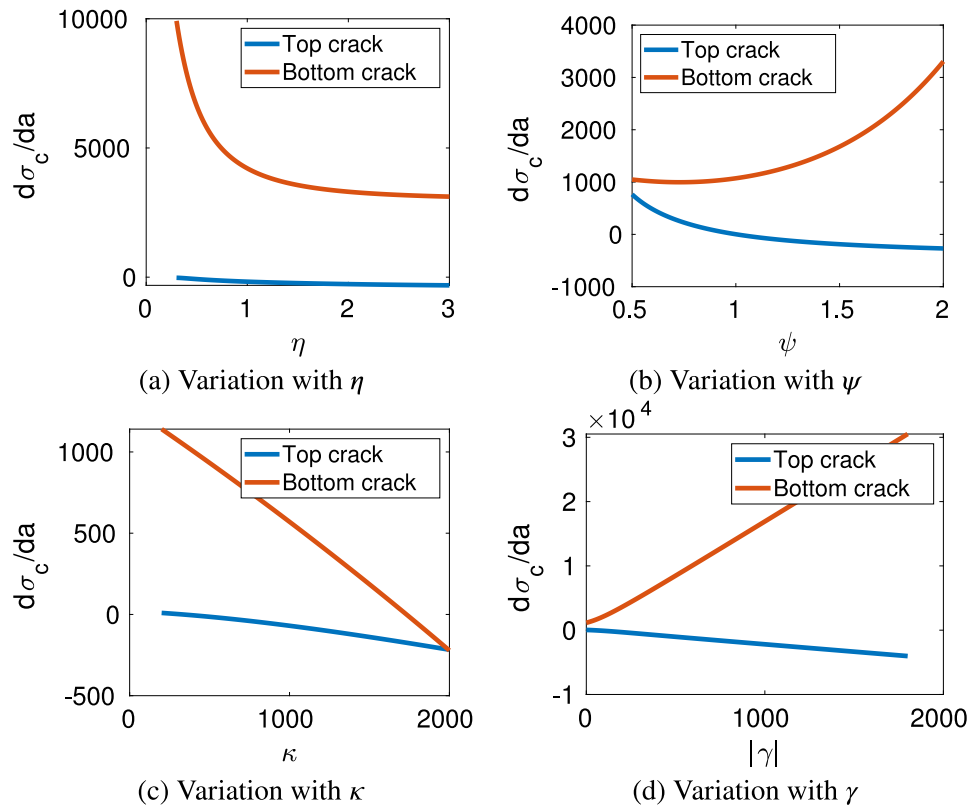 10000
5000
0
dσc/da
Top crack
Bottom crack
0 1 2 3
η
(a) Variation with η
4000
3000
2000
1000
0
-1000
dσc/da
Top crack
Bottom crack
0.5 1 1.5 2
ψ
(b) Variation with ψ
1000
500
0
-500
dσc/da
Top crack
Bottom crack
0 1000 2000
κ
(c) Variation with κ
×10^4
3
2
1
0
-1
dσc/da
Top crack
Bottom crack
0 1000 2000
|γ|
(d) Variation with γ